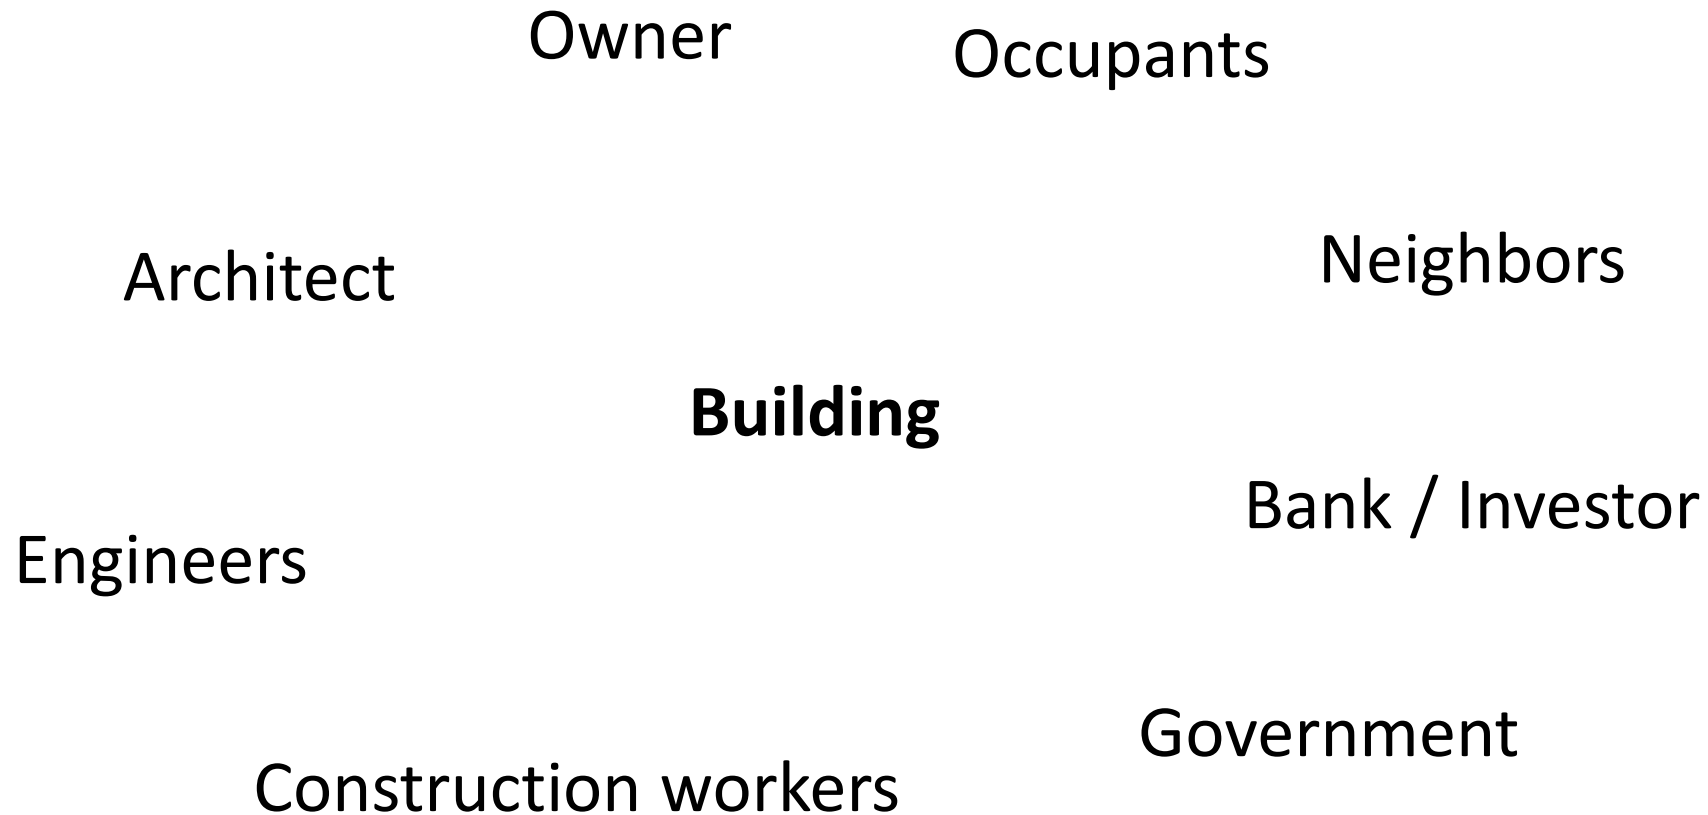 Owner
Occupants
Architect
Neighbors
Building
Bank / Investor
Engineers
Government
Construction workers